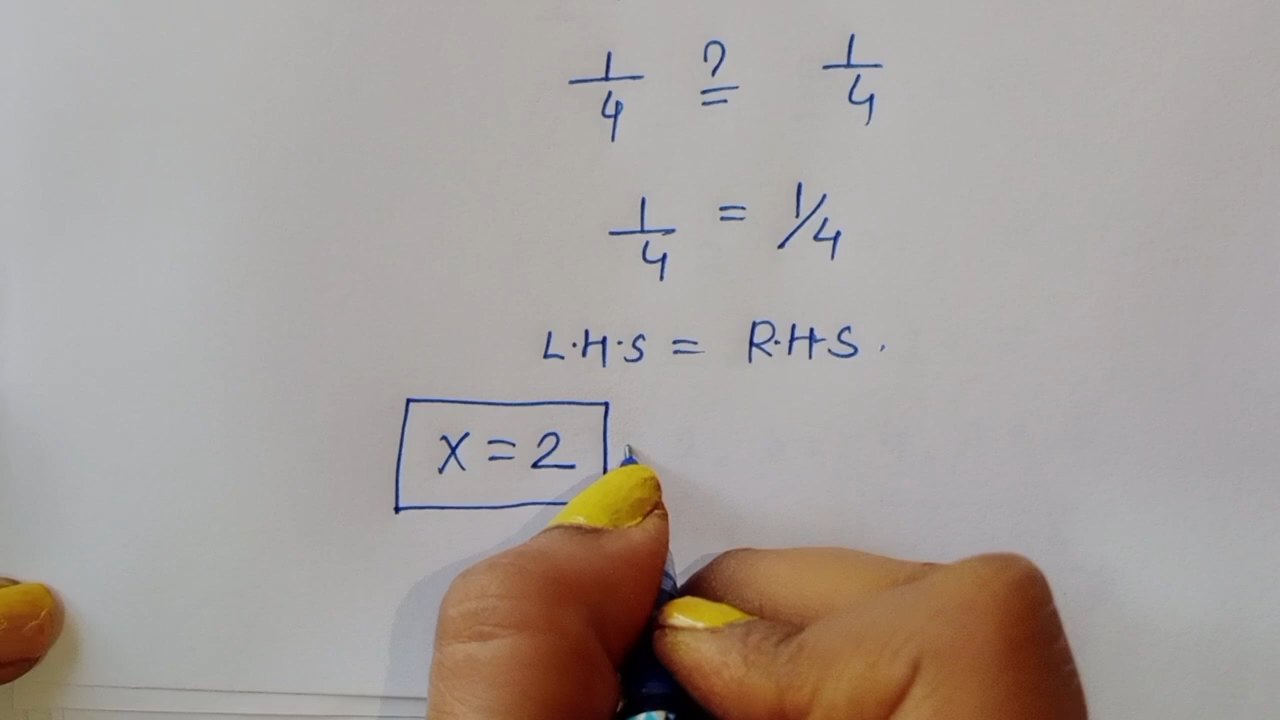 1/4 ?= 1/4
1/4 = 1/4
L.H.S = R.H.S.
x = 2